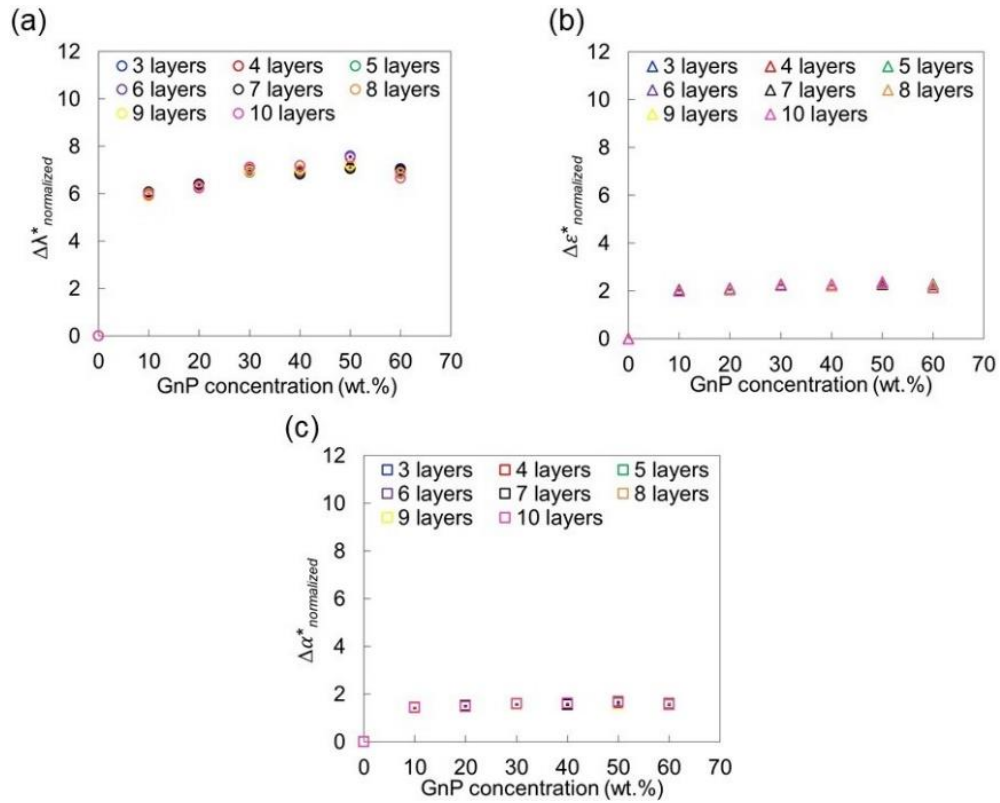 (a)
12
10
8
6
4
2
0
Δλ*normalized
3 layers 4 layers 5 layers
6 layers 7 layers 8 layers
9 layers 10 layers
0 10 20 30 40 50 60 70
GnP concentration (wt.%)
(b)
12
10
8
6
4
2
0
Δε*normalized
3 layers 4 layers 5 layers
6 layers 7 layers 8 layers
9 layers 10 layers
0 10 20 30 40 50 60 70
GnP concentration (wt.%)
(c)
12
10
8
6
4
2
0
Δα*normalized
3 layers 4 layers 5 layers
6 layers 7 layers 8 layers
9 layers 10 layers
0 10 20 30 40 50 60 70
GnP concentration (wt.%)